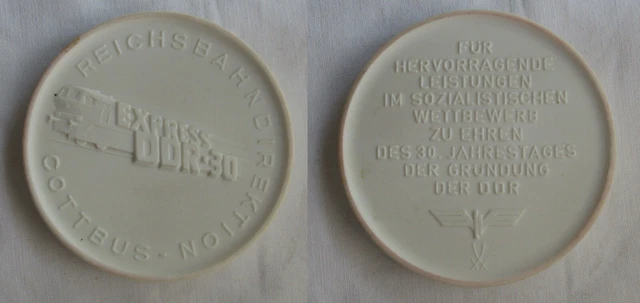 REICHSBAHNDIREKTION
EXPRESS
DDR 30
COTTBUS -
FÜR
HERVORRAGENDE
LEISTUNGEN
IM SOZIALISTISCHEN
WETTBEWERB
ZU EHREN
DES 30. JAHRESTAGES
DER GRÜNDUNG
DER DDR